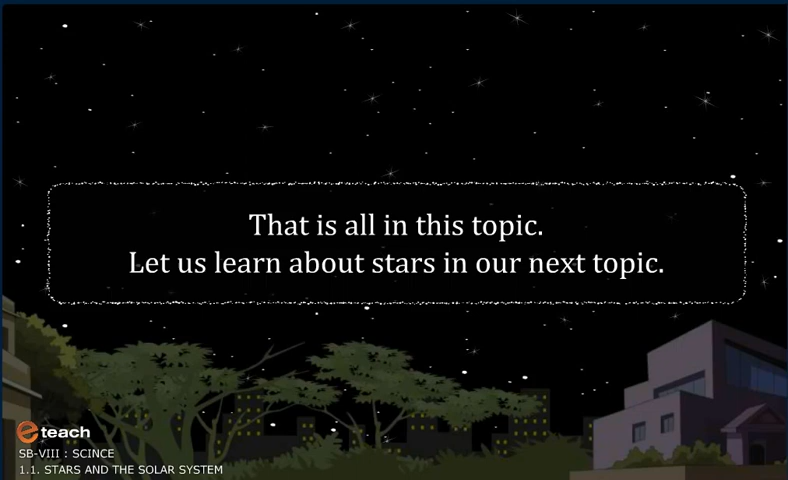 That is all in this topic.
Let us learn about stars in our next topic.
eteach
SB-VIII : SCINCE
1.1. STARS AND THE SOLAR SYSTEM